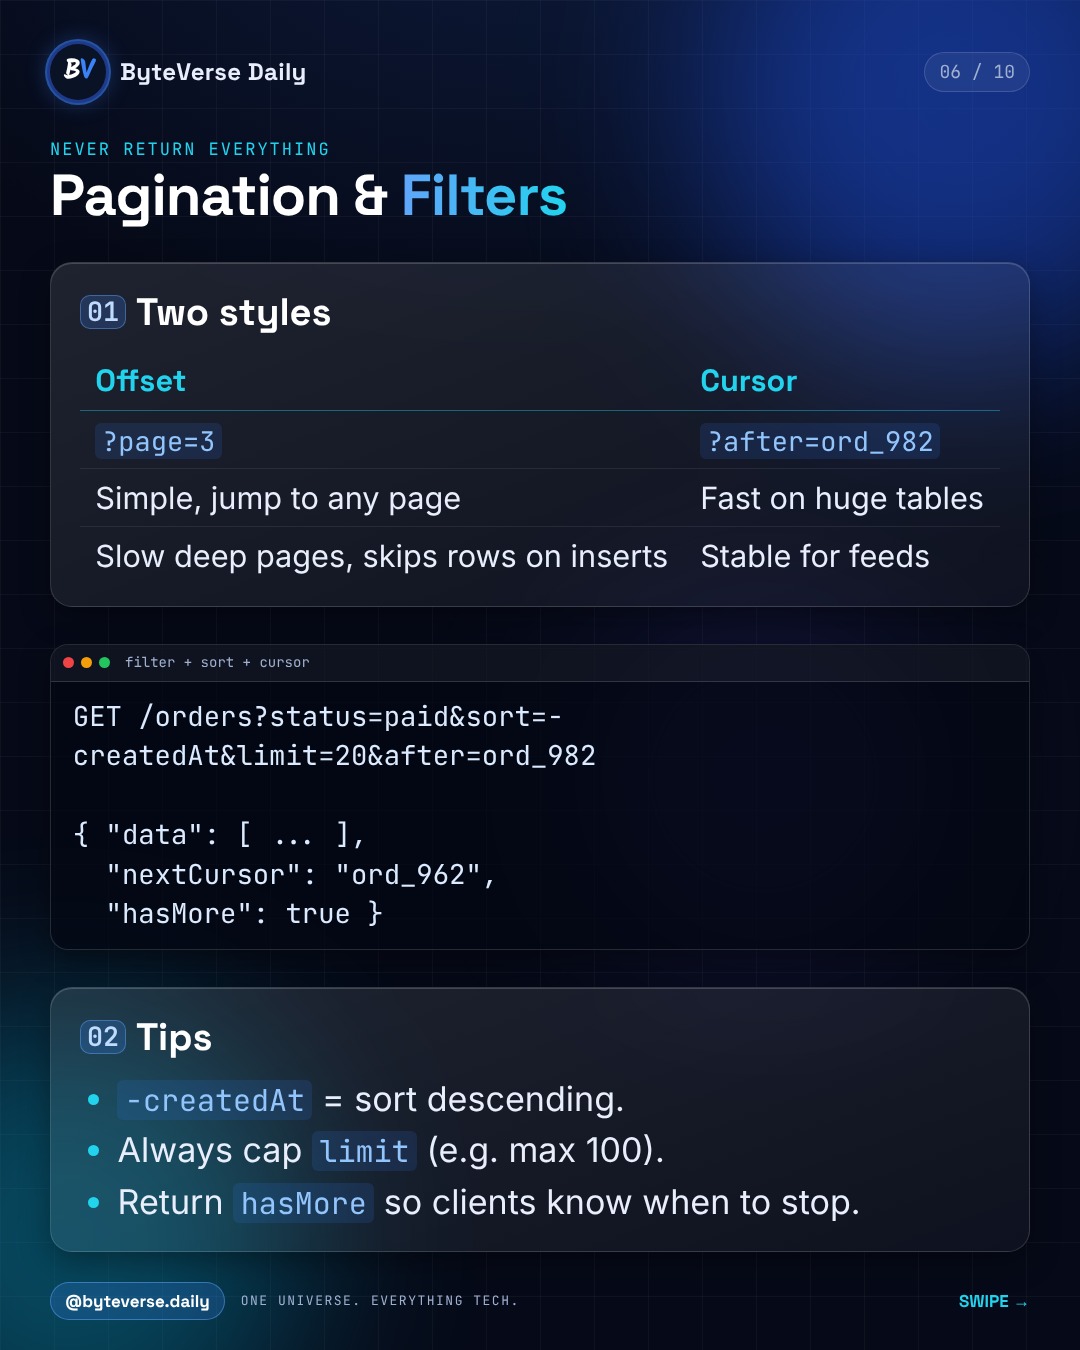 BV ByteVerse Daily
06 / 10
NEVER RETURN EVERYTHING
Pagination & Filters
01 Two styles
Offset Cursor
?page=3 ?after=ord_982
Simple, jump to any page Fast on huge tables
Slow deep pages, skips rows on inserts Stable for feeds
filter + sort + cursor
GET /orders?status=paid&sort=-
createdAt&limit=20&after=ord_982
{ "data": [ ... ],
  "nextCursor": "ord_962",
  "hasMore": true }
02 Tips
• -createdAt = sort descending.
• Always cap limit (e.g. max 100).
• Return hasMore so clients know when to stop.
@byteverse.daily ONE UNIVERSE. EVERYTHING TECH. SWIPE →